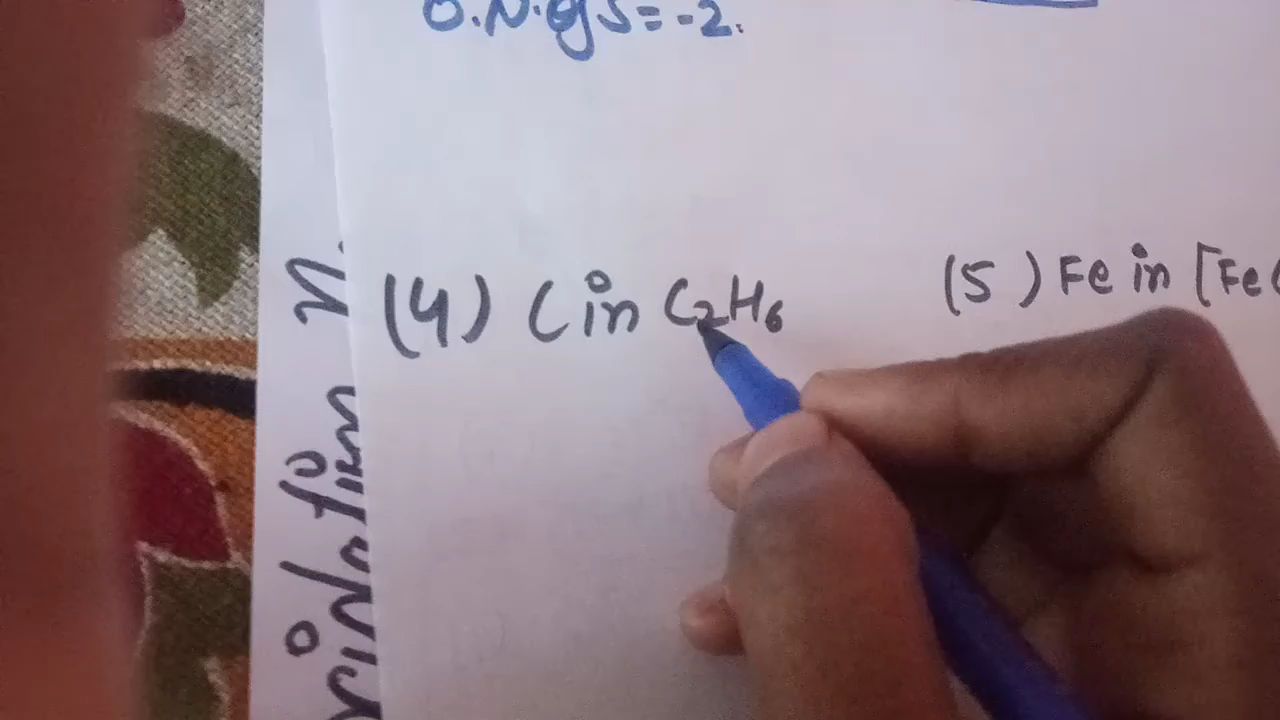 O.N. of S = -2.
(4) C in C₂H₆
(5) Fe in [Fe